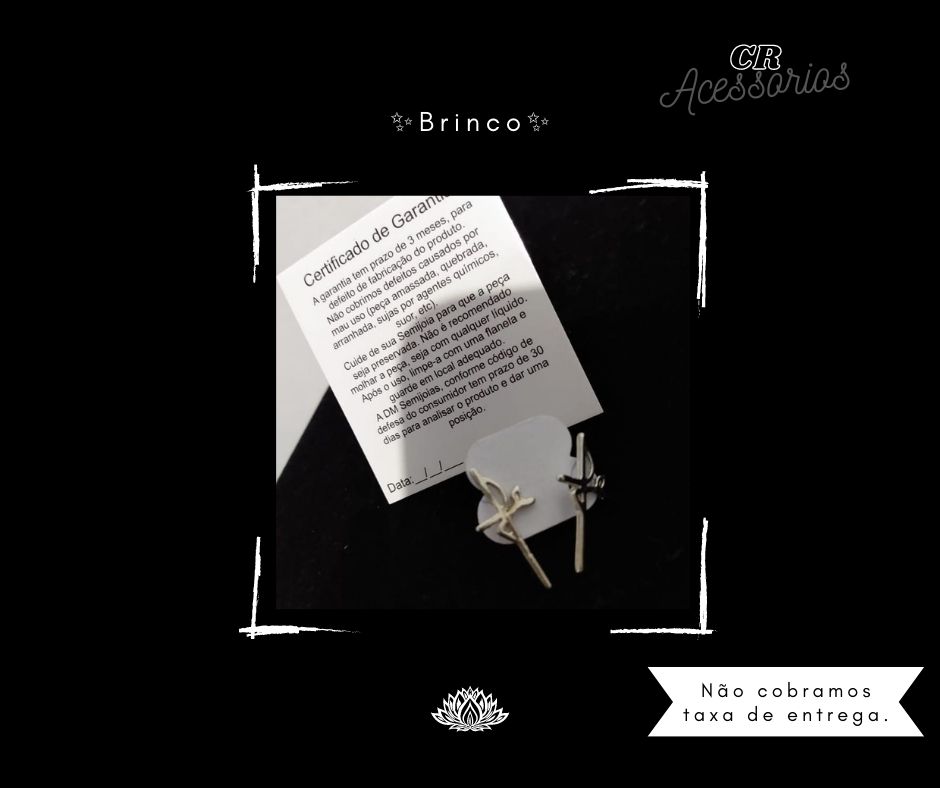 CR
Acessorios
✨Brinco✨
Certificado de Garanti
A garantia tem prazo de 3 meses, para
defeito de fabricação do produto.
Não cobrimos defeitos causados por
mau uso (peça amassada, quebrada,
arranhada, sujas por agentes químicos,
suor, etc).
Cuide de sua Semijoia para que a peça
seja preservada. Não é recomendado
molhar a peça, seja com qualquer líquido.
Após o uso, limpe-a com uma flanela e
guarde em local adequado.
A DM Semijoias, conforme código de
defesa do consumidor tem prazo de 30
dias para analisar o produto e dar uma
posição.
Data:__/__/__
Não cobramos
taxa de entrega.